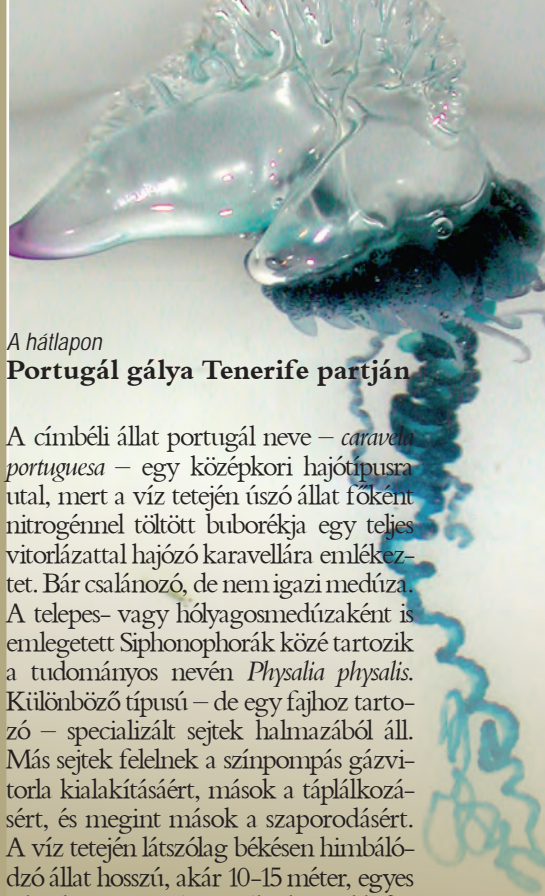 A hátlapon
Portugál gálya Tenerife partján
A címbéli állat portugál neve – caravela
portuguesa – egy középkori hajótípusra
utal, mert a víz tetején úszó állat főként
nitrogénnel töltött buborékja egy teljes
vitorlázattal hajózó karavellára emlékez-
tet. Bár csalánozó, de nem igazi medúza.
A telepes- vagy hólyagosmedúzaként is
emlegetett Siphonophorák közé tartozik
a tudományos nevén Physalia physalis.
Különböző típusú – de egy fajhoz tarto-
zó – specializált sejtek halmazából áll.
Más sejtek felelnek a színpompás gázvi-
torla kialakításáért, mások a táplálkozá-
sért, és megint mások a szaporodásért.
A víz tetején látszólag békésen himbáló-
dzó állat hosszú, akár 10–15 méter, egyes